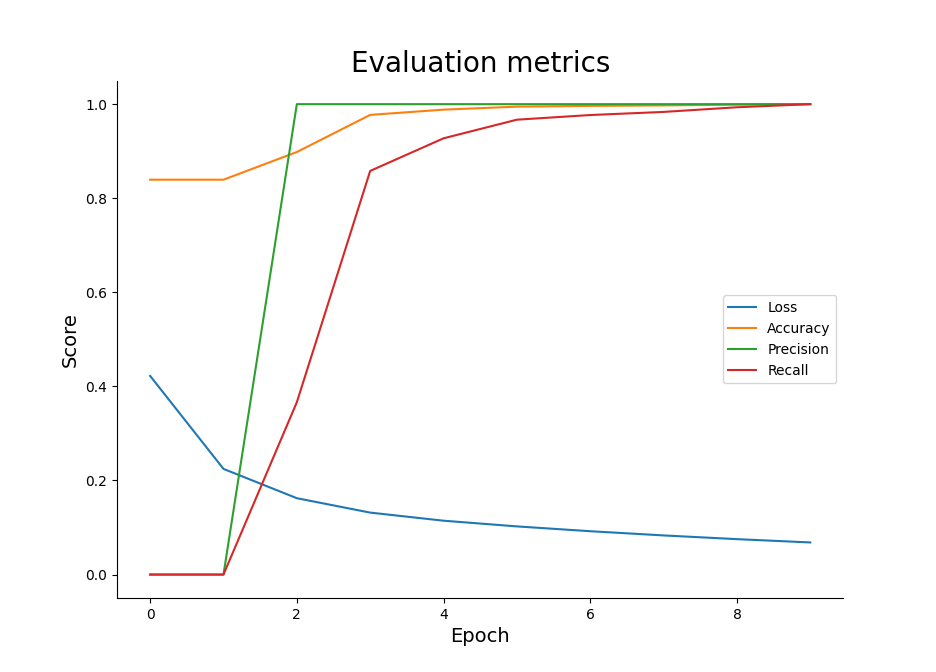 Evaluation metrics
1.0
0.8
0.6
0.4
0.2
0.0
Score
Loss
Accuracy
Precision
Recall
0 2 4 6 8
Epoch